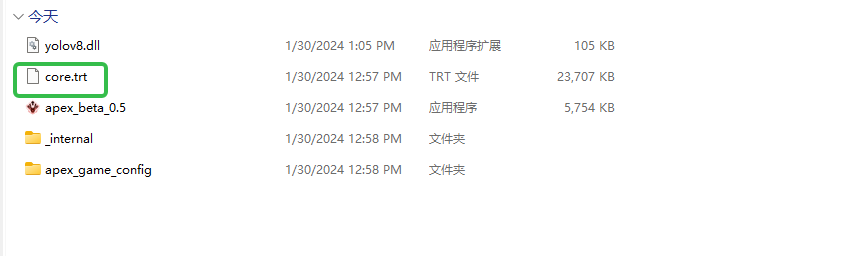 今天
yolov8.dll 1/30/2024 1:05 PM 应用程序扩展 105 KB
core.trt 1/30/2024 12:57 PM TRT 文件 23,707 KB
apex_beta_0.5 1/30/2024 12:57 PM 应用程序 5,754 KB
_internal 1/30/2024 12:58 PM 文件夹
apex_game_config 1/30/2024 12:58 PM 文件夹